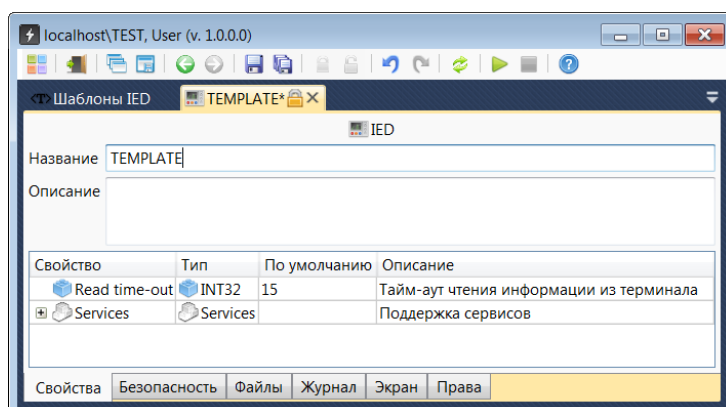 localhost\TEST, User (v. 1.0.0.0)
Шаблоны IED TEMPLATE*
IED
Название TEMPLATE
Описание
Свойство Тип По умолчанию Описание
Read time-out INT32 15 Тайм-аут чтения информации из терминала
Services Services Поддержка сервисов
Свойства Безопасность Файлы Журнал Экран Права